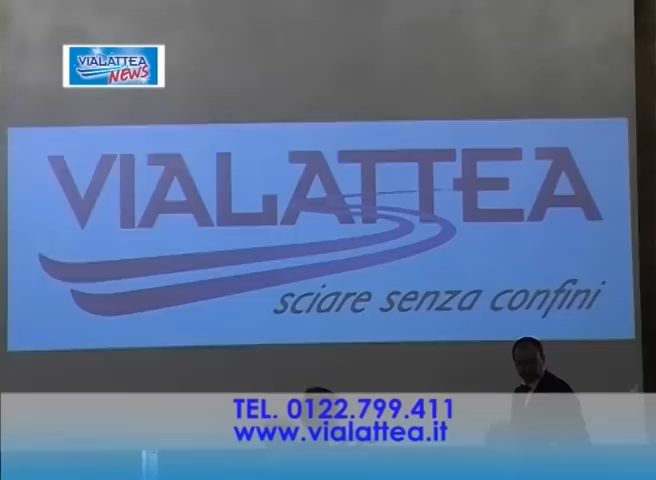 VIALATTEA
NEWS
VIALATTEA
sciare senza confini
TEL. 0122.799.411
www.vialattea.it